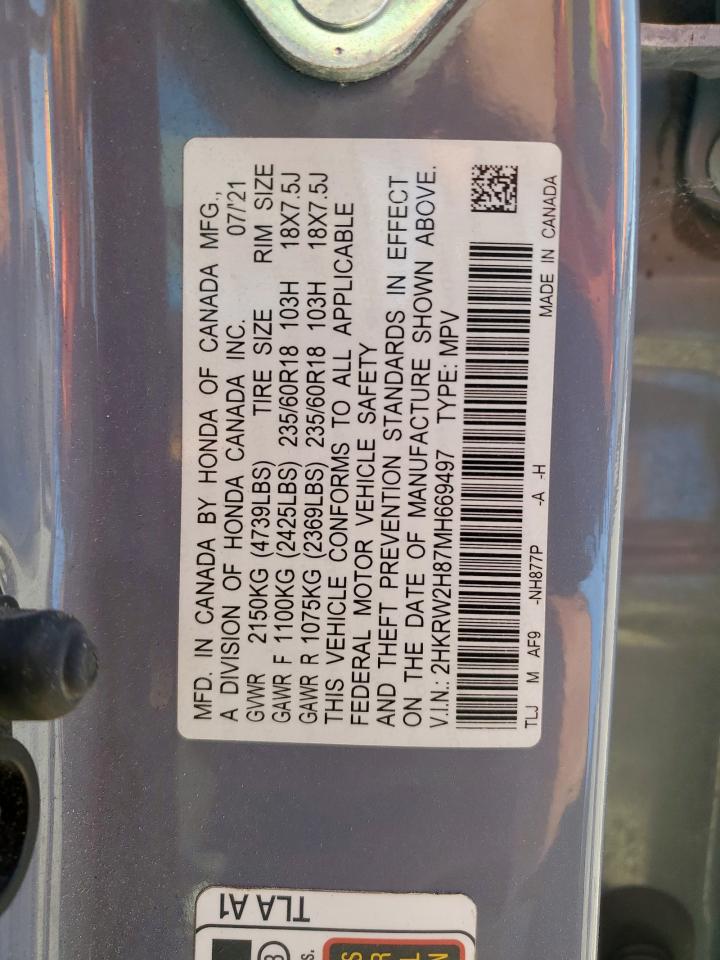 MFD. IN CANADA BY HONDA OF CANADA MFG.,
A DIVISION OF HONDA CANADA INC. 07/'21
GVWR 2150KG (4739LBS) TIRE SIZE RIM SIZE
GAWR F 1100KG (2425LBS) 235/60R18 103H 18X7.5J
GAWR R 1075KG (2369LBS) 235/60R18 103H 18X7.5J
THIS VEHICLE CONFORMS TO ALL APPLICABLE
FEDERAL MOTOR VEHICLE SAFETY
AND THEFT PREVENTION STANDARDS IN EFFECT
ON THE DATE OF MANUFACTURE SHOWN ABOVE.
V.I.N.: 2HKRW2H87MH669497 TYPE: MPV
TLJ M AF9 -NH877P -A -H
MADE IN CANADA
TLA A1